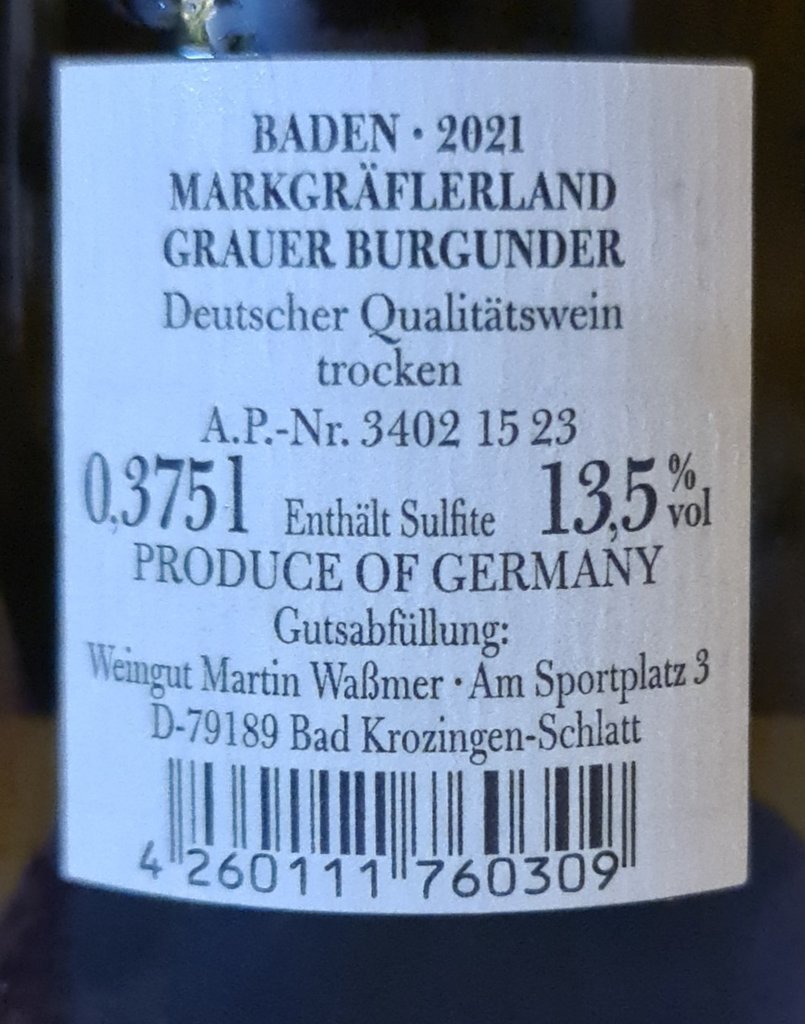 BADEN · 2021
MARKGRÄFLERLAND
GRAUER BURGUNDER
Deutscher Qualitätswein
trocken
A.P.-Nr. 3402 15 23
0,375 l Enthält Sulfite 13,5 % vol
PRODUCE OF GERMANY
Gutsabfüllung:
Weingut Martin Waßmer · Am Sportplatz 3
D-79189 Bad Krozingen-Schlatt
4 260111 760309